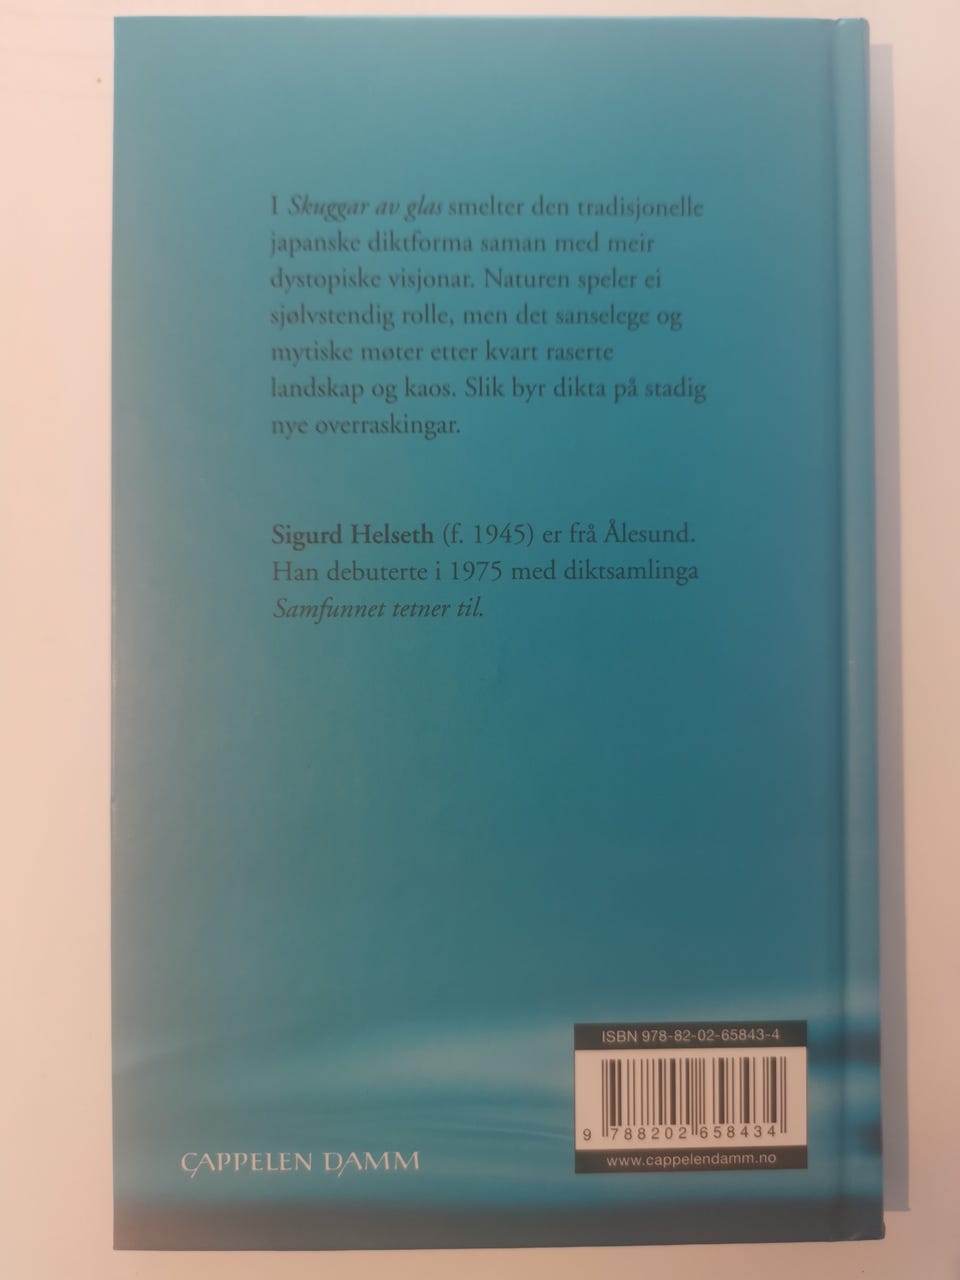 I Skuggar av glas smelter den tradisjonelle
japanske diktforma saman med meir
dystopiske visjonar. Naturen speler ei
sjølvstendig rolle, men det sanselege og
mytiske møter etter kvart raserte
landskap og kaos. Slik byr dikta på stadig
nye overraskingar.
Sigurd Helseth (f. 1945) er frå Ålesund.
Han debuterte i 1975 med diktsamlinga
Samfunnet tetner til.
ISBN 978-82-02-65843-4
9 788202 658434
www.cappelendamm.no
CAPPELEN DAMM